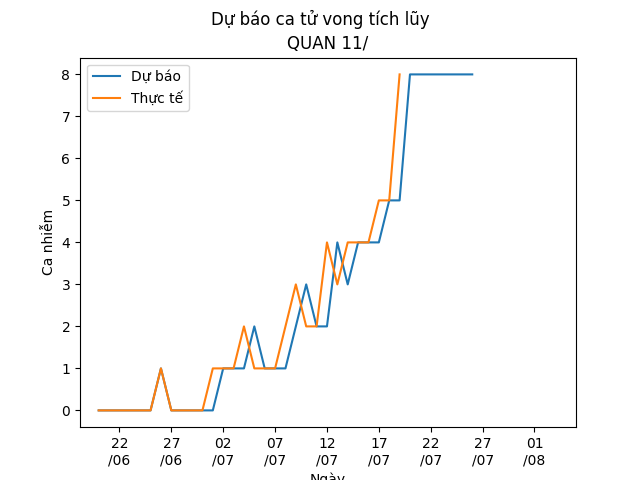 Dự báo ca tử vong tích lũy
QUAN 11/
Dự báo
Thực tế
Ca nhiễm
8
7
6
5
4
3
2
1
0
22 27 02 07 12 17 22 27 01
/06 /06 /07 /07 /07 /07 /07 /07 /08
Ngày